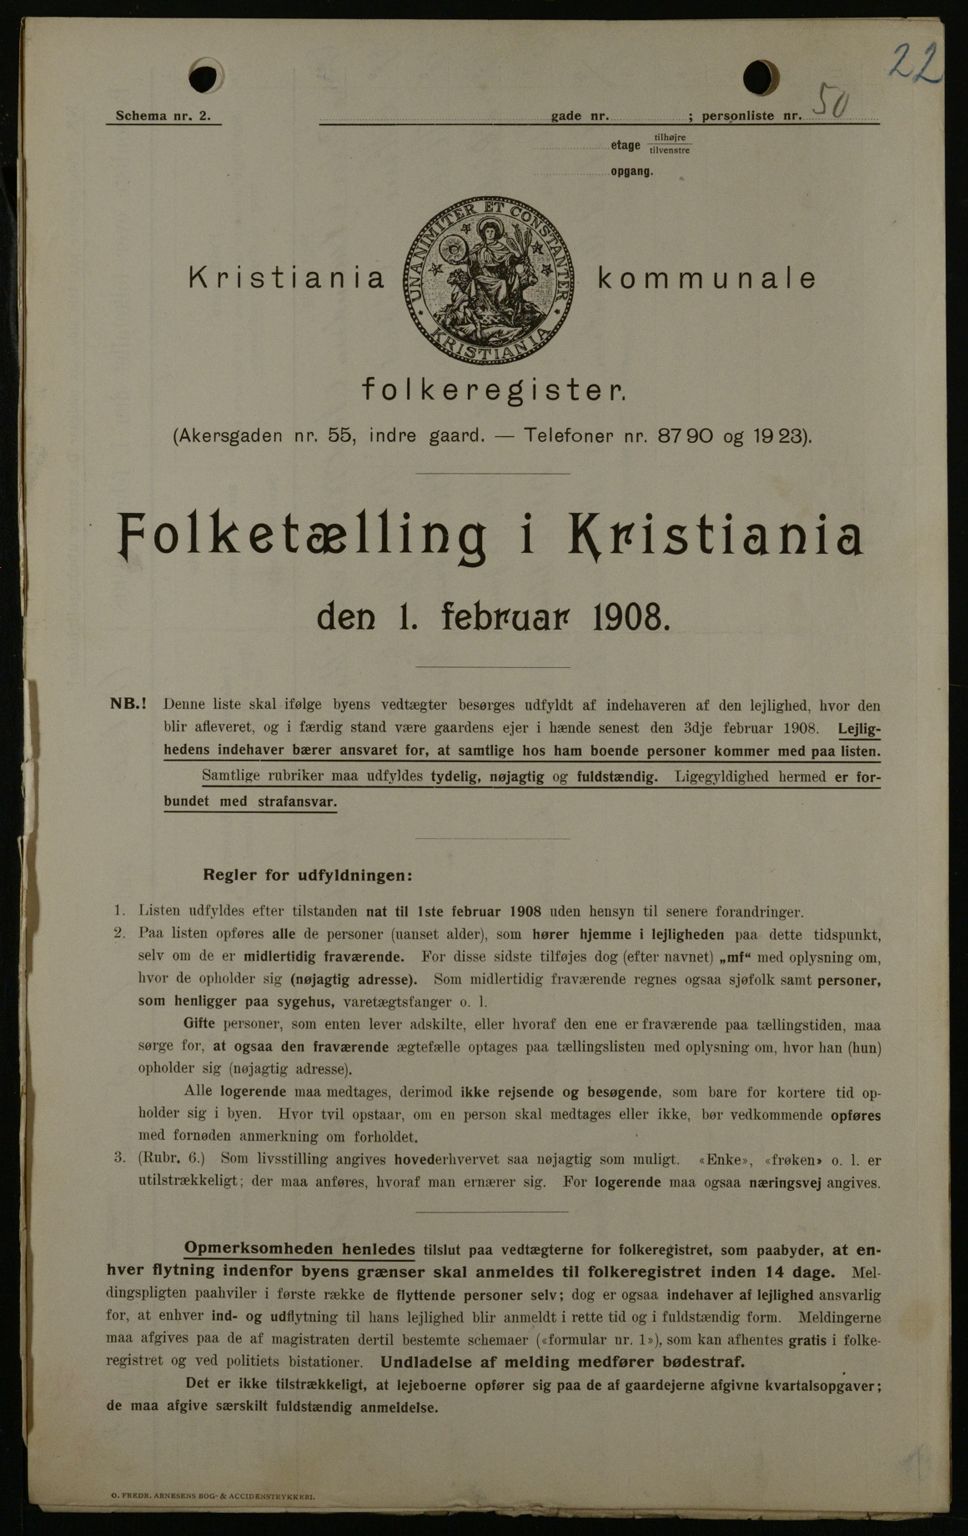 22
Schema nr. 2. gade nr. ; personliste nr. 50
etage tilhøjre
tilvenstre
opgang.
UNANIMITER ET CONSTANTER
KRISTIANIA
Kristiania kommunale
folkeregister.
(Akersgaden nr. 55, indre gaard. — Telefoner nr. 87 90 og 19 23).
Folketælling i Kristiania
den 1. februar 1908.
NB.! Denne liste skal ifølge byens vedtægter besørges udfyldt af indehaveren af den lejlighed, hvor den
blir afleveret, og i færdig stand være gaardens ejer i hænde senest den 3dje februar 1908. Lejlig-
hedens indehaver bærer ansvaret for, at samtlige hos ham boende personer kommer med paa listen.
Samtlige rubriker maa udfyldes tydelig, nøjagtig og fuldstændig. Ligegyldighed hermed er for-
bundet med strafansvar.
Regler for udfyldningen:
1. Listen udfyldes efter tilstanden nat til 1ste februar 1908 uden hensyn til senere forandringer.
2. Paa listen opføres alle de personer (uanset alder), som hører hjemme i lejligheden paa dette tidspunkt,
selv om de er midlertidig fraværende. For disse sidste tilføjes dog (efter navnet) „mf“ med oplysning om,
hvor de opholder sig (nøjagtig adresse). Som midlertidig fraværende regnes ogsaa sjøfolk samt personer,
som henligger paa sygehus, varetægtsfanger o. l.
Gifte personer, som enten lever adskilte, eller hvoraf den ene er fraværende paa tællingstiden, maa
sørge for, at ogsaa den fraværende ægtefælle optages paa tællingslisten med oplysning om, hvor han (hun)
opholder sig (nøjagtig adresse).
Alle logerende maa medtages, derimod ikke rejsende og besøgende, som bare for kortere tid op-
holder sig i byen. Hvor tvil opstaar, om en person skal medtages eller ikke, bør vedkommende opføres
med fornøden anmerkning om forholdet.
3. (Rubr. 6.) Som livsstilling angives hovederhvervet saa nøjagtig som muligt. «Enke», «frøken» o. l. er
utilstrækkeligt; der maa anføres, hvoraf man ernærer sig. For logerende maa ogsaa næringsvej angives.
Opmerksomheden henledes tilslut paa vedtægterne for folkeregistret, som paabyder, at en-
hver flytning indenfor byens grænser skal anmeldes til folkeregistret inden 14 dage. Mel-
dingspligten paahviler i første række de flyttende personer selv; dog er ogsaa indehaver af lejlighed ansvarlig
for, at enhver ind- og udflytning til hans lejlighed blir anmeldt i rette tid og i fuldstændig form. Meldingerne
maa afgives paa de af magistraten dertil bestemte schemaer («formular nr. 1»), som kan afhentes gratis i folke-
registret og ved politiets bistationer. Undladelse af melding medfører bødestraf.
Det er ikke tilstrækkeligt, at lejeboerne opfører sig paa de af gaardejerne afgivne kvartalsopgaver;
de maa afgive særskilt fuldstændig anmeldelse.
O. FREDR. ARNESENS BOG- & ACCIDENSTRYKKERI.